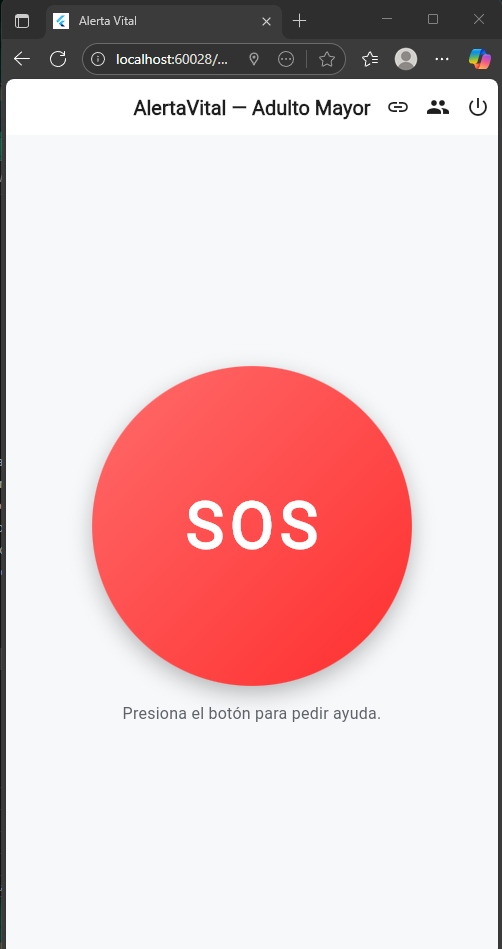 Alerta Vital
localhost:60028/...
AlertaVital — Adulto Mayor
SOS
Presiona el botón para pedir ayuda.